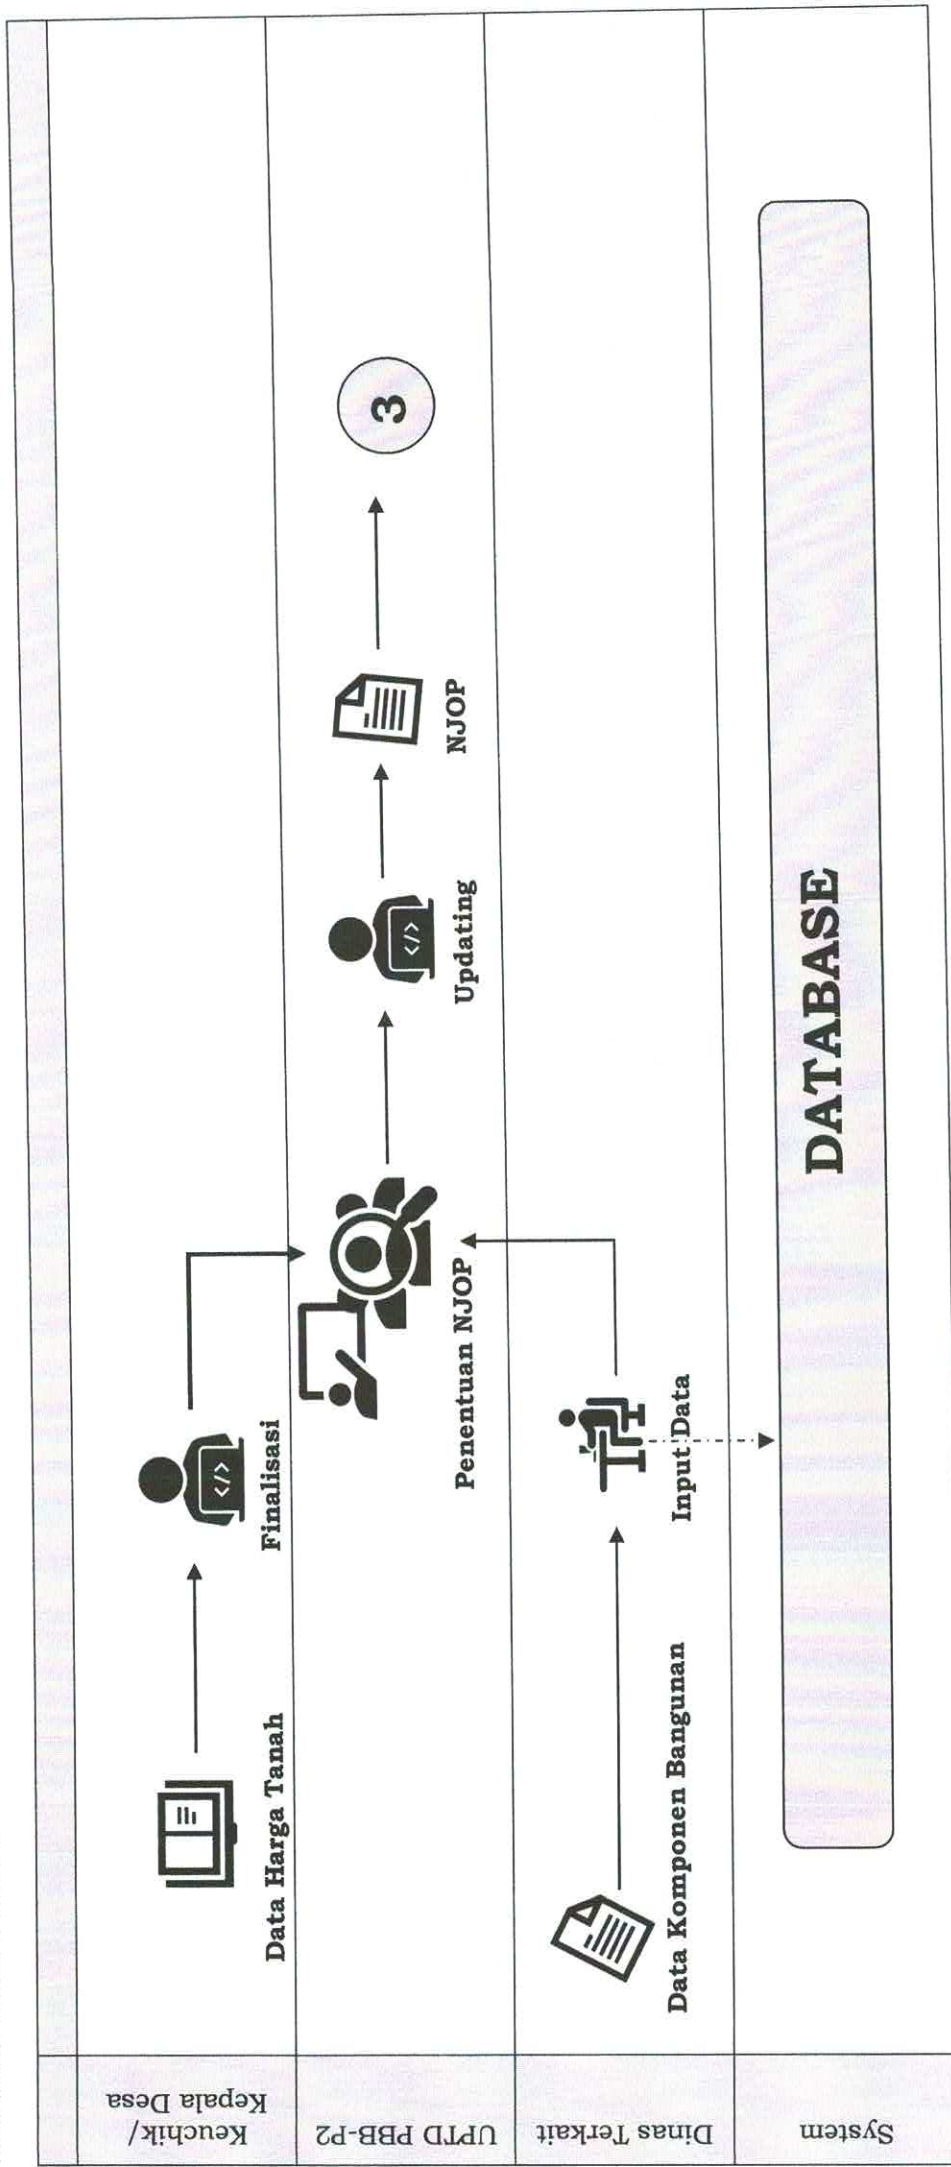 Keuchik/
Kepala Desa
Data Harga Tanah
Finalisasi
UPTD PBB-P2
Penentuan NJOP
Updating
NJOP
3
Dinas Terkait
Data Komponen Bangunan
Input Data
System
DATABASE